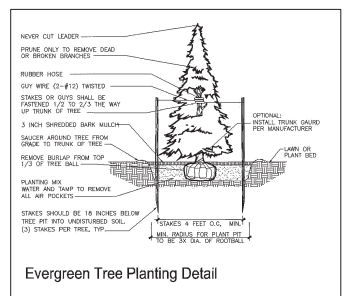 NEVER CUT LEADER
PRUNE ONLY TO REMOVE DEAD
OR BROKEN BRANCHES
RUBBER HOSE
GUY WIRE (2-#12) TWISTED
STAKES OR GUYS SHALL BE
FASTENED 1/2 TO 2/3 THE WAY
UP TRUNK OF TREE
3 INCH SHREDDED BARK MULCH
SAUCER AROUND TREE FROM
GRADE TO TRUNK OF TREE
REMOVE BURLAP FROM TOP
1/3 OF TREE BALL
PLANTING MIX
WATER AND TAMP TO REMOVE
ALL AIR POCKETS
STAKES SHOULD BE 18 INCHES BELOW
TREE PIT INTO UNDISTURBED SOIL.
(3) STAKES PER TREE, TYP.
OPTIONAL:
INSTALL TRUNK GAURD
PER MANUFACTURER
LAWN OR
PLANT BED
STAKES 4 FEET O.C, MIN.
MIN. RADIUS FOR PLANT PIT
TO BE 3X DIA. OF ROOTBALL
Evergreen Tree Planting Detail